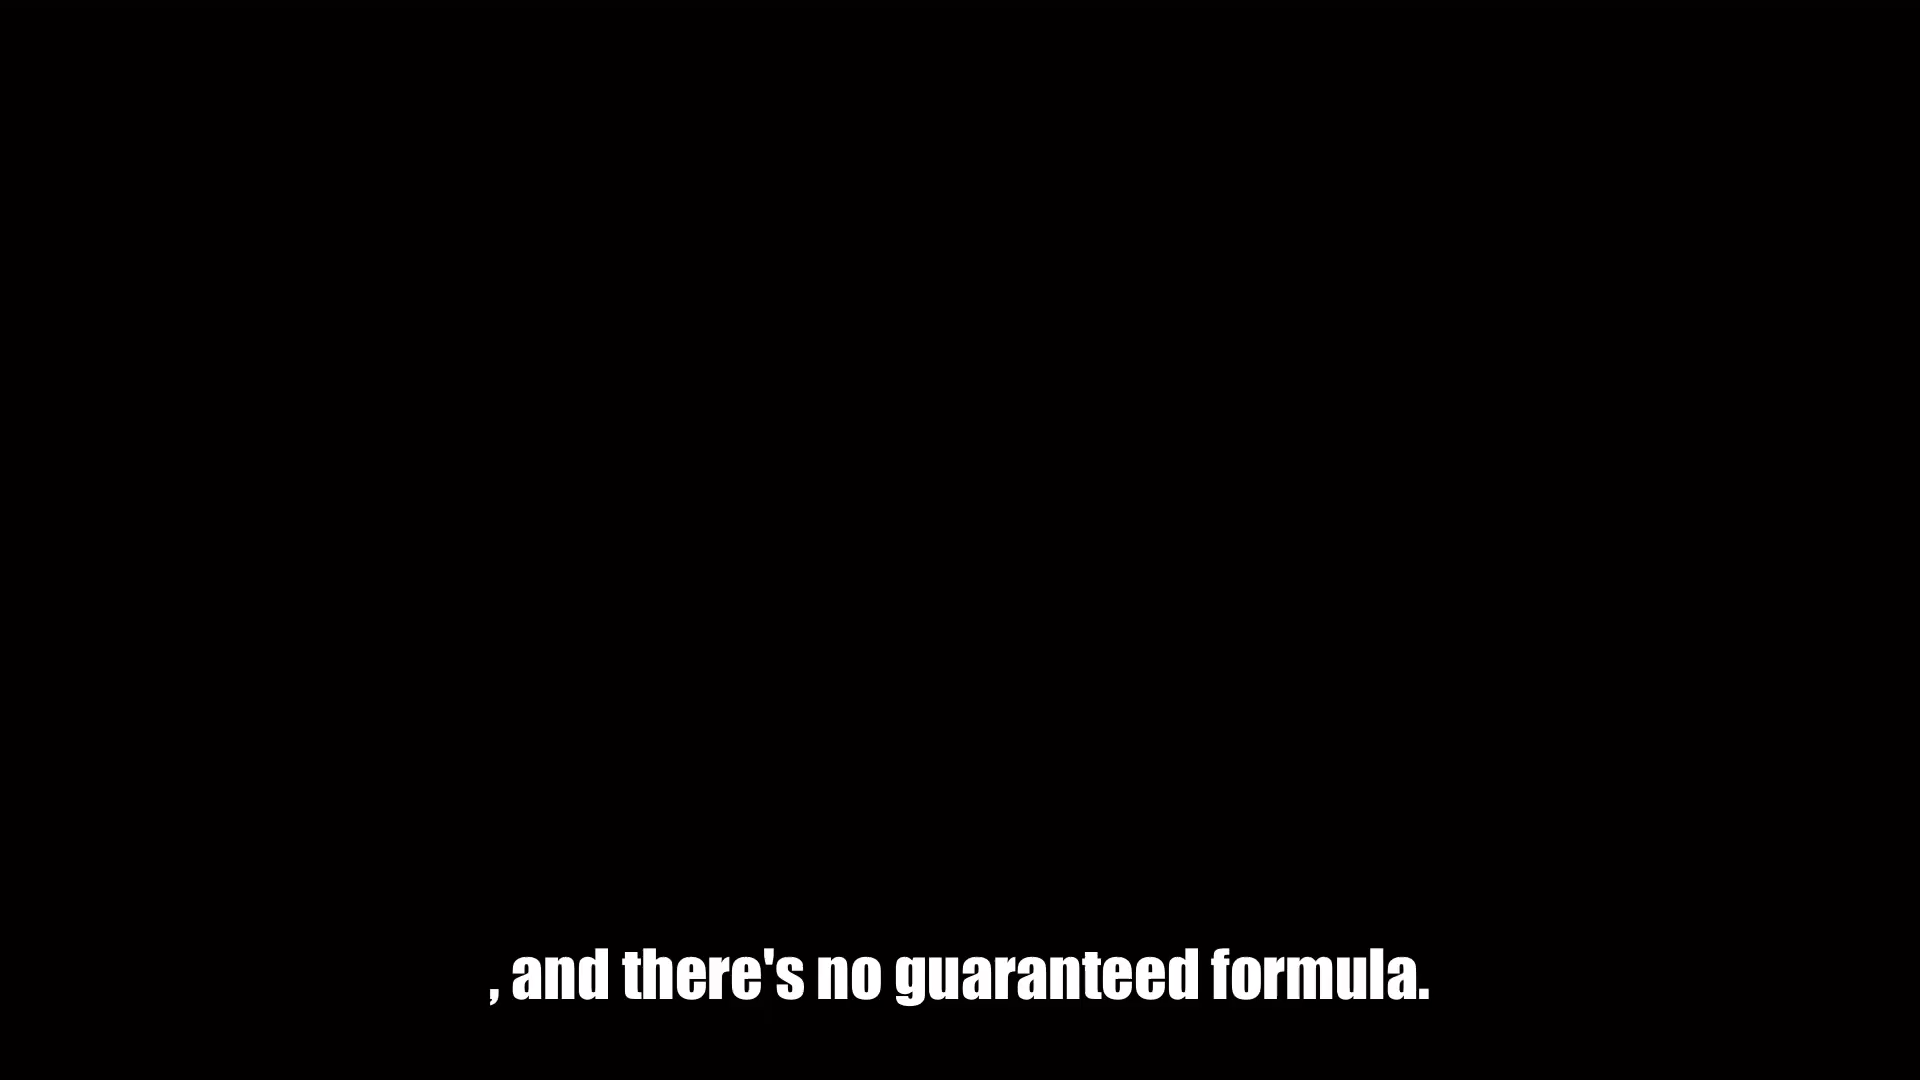 , and there's no guaranteed formula.